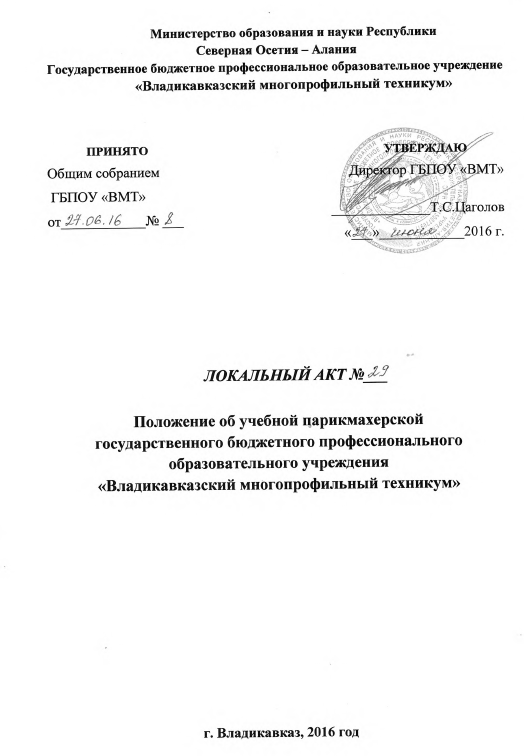 Министерство образования и науки Республики
Северная Осетия – Алания
Государственное бюджетное профессиональное образовательное учреждение
«Владикавказский многопрофильный техникум»
ПРИНЯТО
Общим собранием
ГБПОУ «ВМТ»
от 27.06.16 № 8
УТВЕРЖДАЮ
Директор ГБПОУ «ВМТ»
Т.С.Цаголов
«27» июня 2016 г.
ЛОКАЛЬНЫЙ АКТ № 29
Положение об учебной парикмахерской
государственного бюджетного профессионального
образовательного учреждения
«Владикавказский многопрофильный техникум»
г. Владикавказ, 2016 год